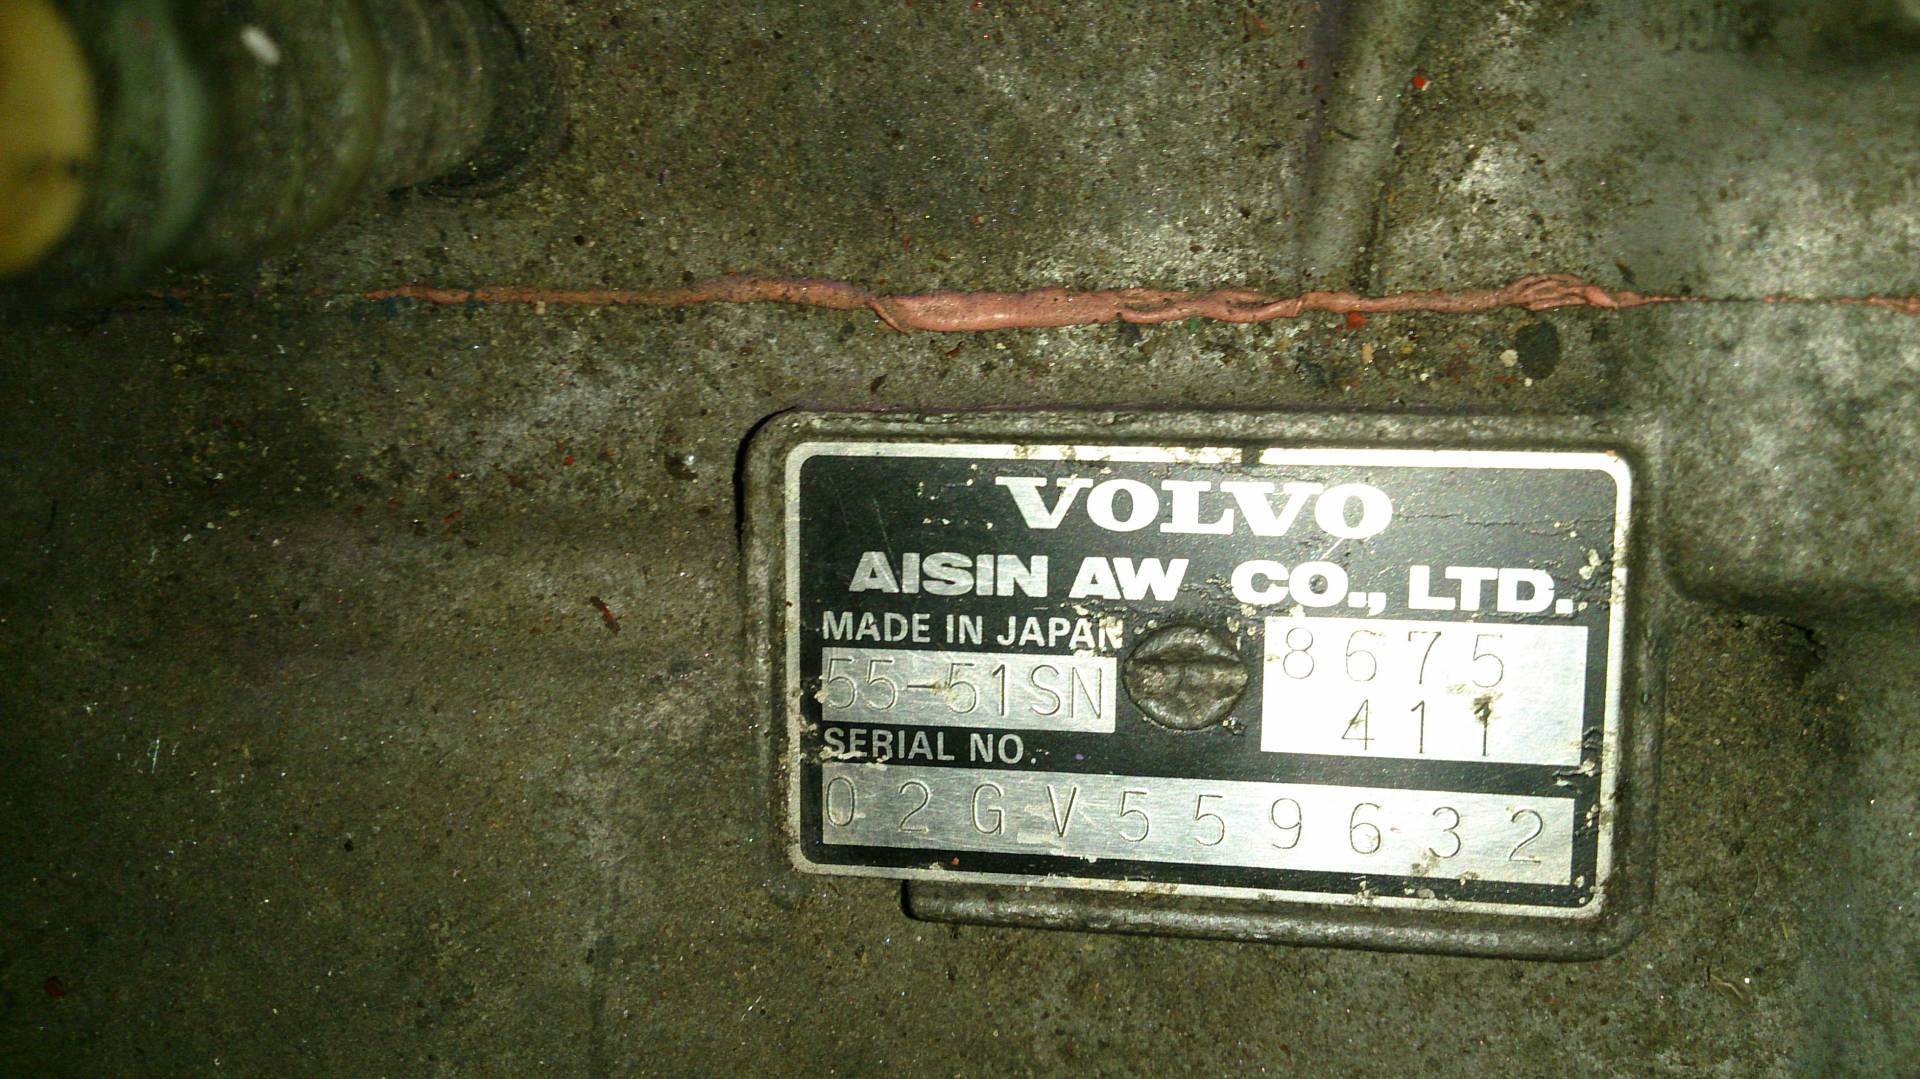 VOLVO
AISIN AW CO., LTD.
MADE IN JAPAN
55-51SN
8675
411
SERIAL NO.
02GV559632